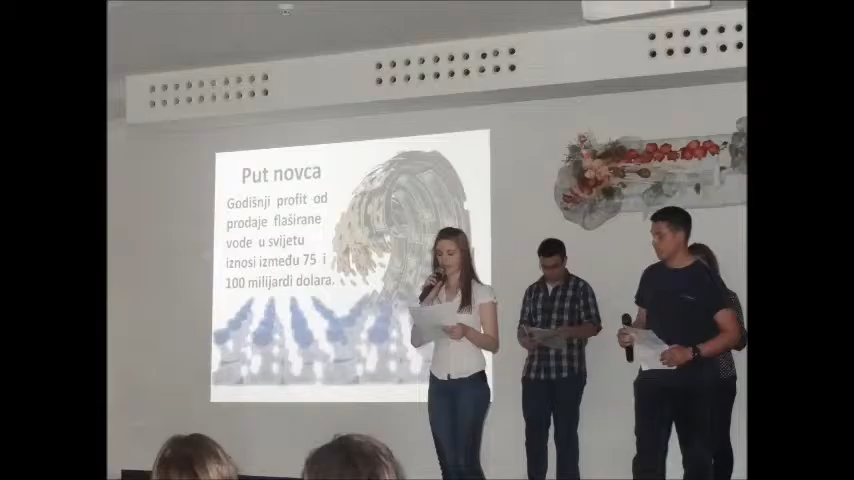 Put novca
Godišnji profit od
prodaje flaširane
vode u svijetu
iznosi između 75 i
100 milijardi dolara.